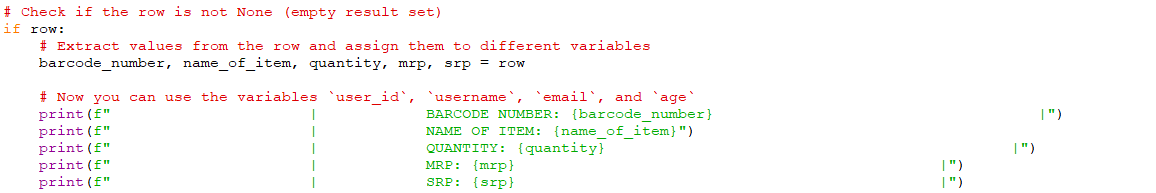 # Check if the row is not None (empty result set)
if row:
    # Extract values from the row and assign them to different variables
    barcode_number, name_of_item, quantity, mrp, srp = row

    # Now you can use the variables `user_id`, `username`, `email`, and `age`
    print(f"                      |            BARCODE NUMBER: {barcode_number}                                    |")
    print(f"                      |            NAME OF ITEM: {name_of_item}")
    print(f"                      |            QUANTITY: {quantity}                                             |")
    print(f"                      |            MRP: {mrp}                                               |")
    print(f"                      |            SRP: {srp}                                               |")